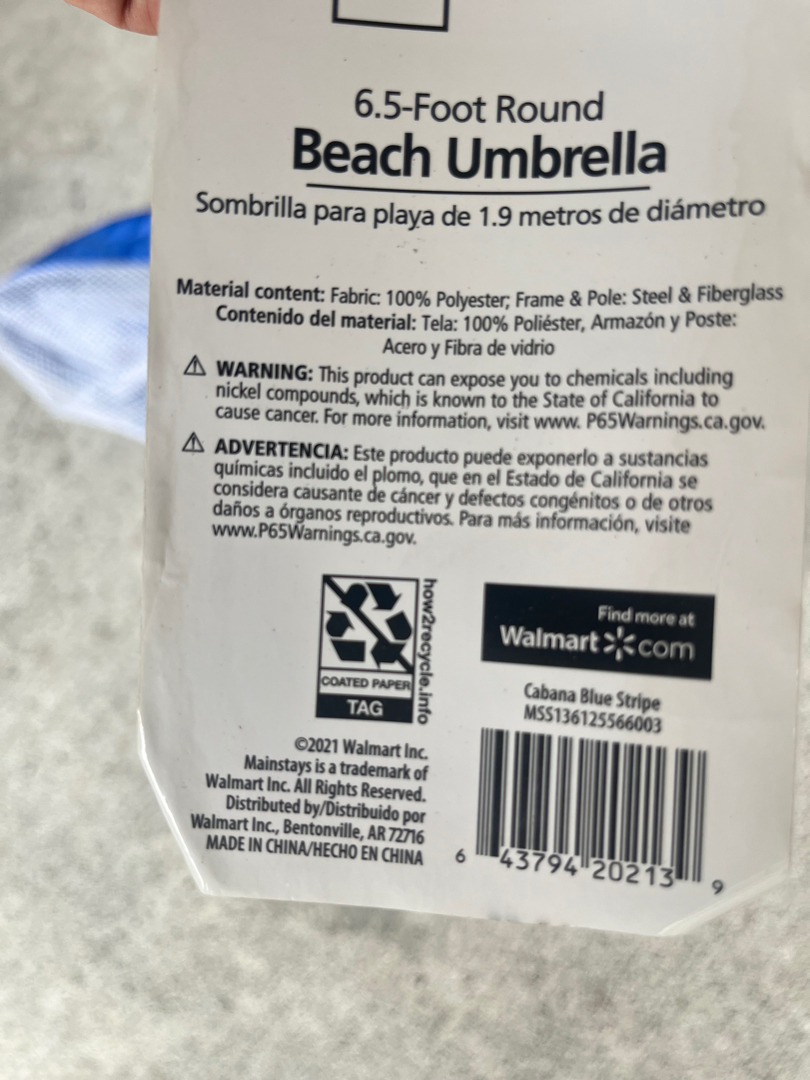 6.5-Foot Round
Beach Umbrella
Sombrilla para playa de 1.9 metros de diámetro
Material content: Fabric: 100% Polyester; Frame & Pole: Steel & Fiberglass
Contenido del material: Tela: 100% Poliéster, Armazón y Poste:
Acero y Fibra de vidrio
⚠ WARNING: This product can expose you to chemicals including
nickel compounds, which is known to the State of California to
cause cancer. For more information, visit www. P65Warnings.ca.gov.
⚠ ADVERTENCIA: Este producto puede exponerlo a sustancias
químicas incluido el plomo, que en el Estado de California se
considera causante de cáncer y defectos congénitos o de otros
daños a órganos reproductivos. Para más información, visite
www.P65Warnings.ca.gov.
COATED PAPER
TAG
how2recycle.info
©2021 Walmart Inc.
Mainstays is a trademark of
Walmart Inc. All Rights Reserved.
Distributed by/Distribuido por
Walmart Inc., Bentonville, AR 72716
MADE IN CHINA/HECHO EN CHINA
Find more at
Walmart com
Cabana Blue Stripe
MSS136125566003
6 43794 20213 9